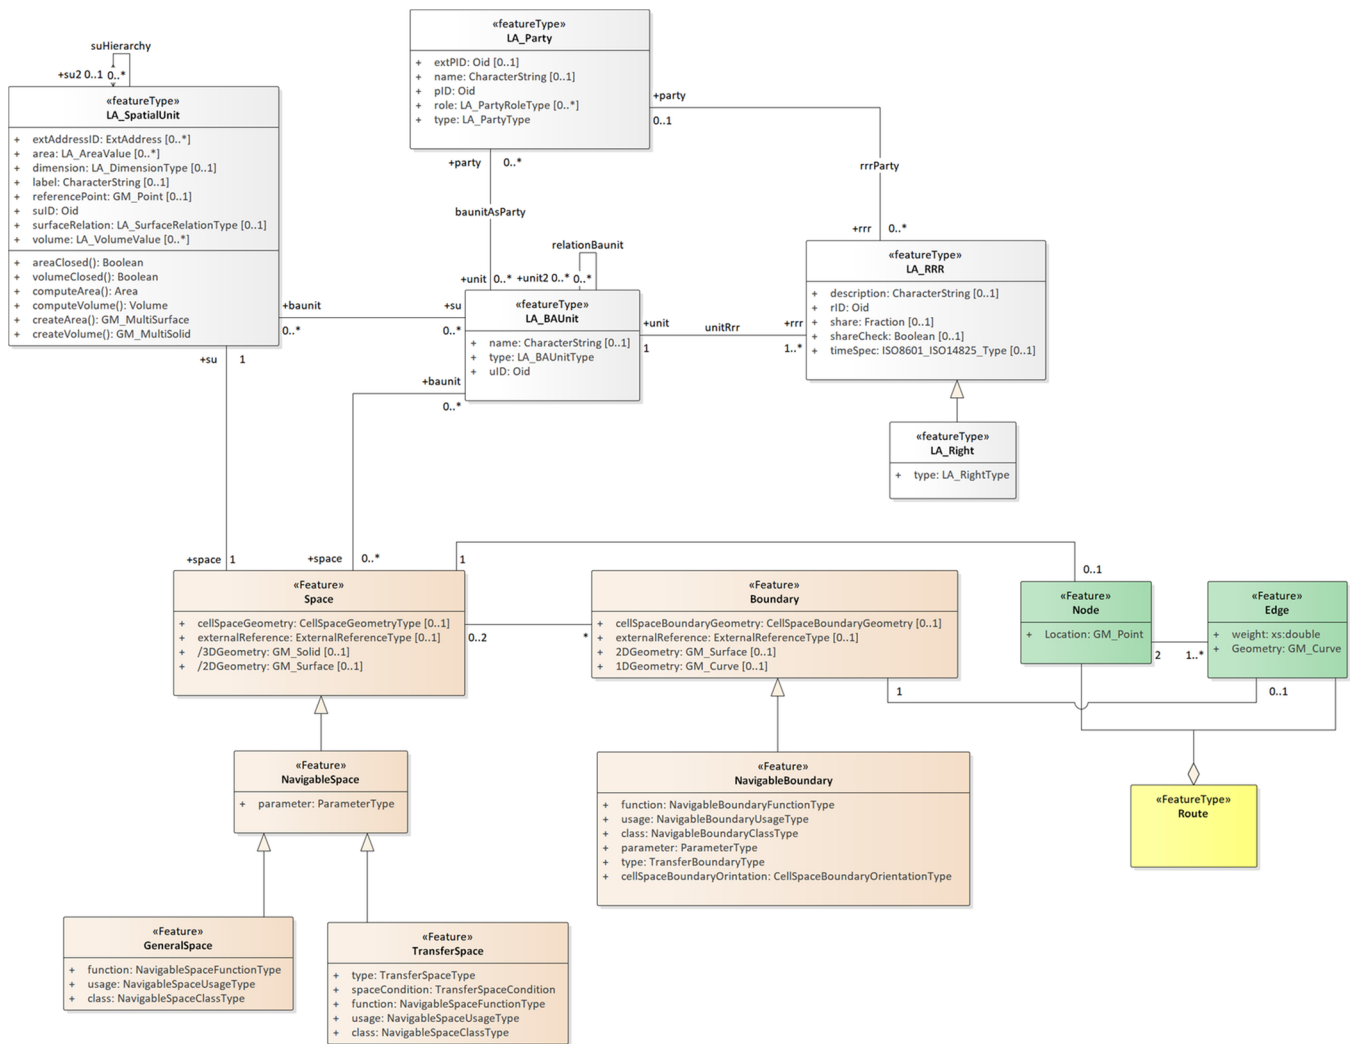 «featureType»
LA_Party
+ extPID: Oid [0..1]
+ name: CharacterString [0..1]
+ pID: Oid
+ role: LA_PartyRoleType [0..*]
+ type: LA_PartyType
suHierarchy
+su2 0..1 0..*
«featureType»
LA_SpatialUnit
+ extAddressID: ExtAddress [0..*]
+ area: LA_AreaValue [0..*]
+ dimension: LA_DimensionType [0..1]
+ label: CharacterString [0..1]
+ referencePoint: GM_Point [0..1]
+ suID: Oid
+ surfaceRelation: LA_SurfaceRelationType [0..1]
+ volume: LA_VolumeValue [0..*]
+ areaClosed(): Boolean
+ volumeClosed(): Boolean
+ computeArea(): Area
+ computeVolume(): Volume
+ createArea(): GM_MultiSurface
+ createVolume(): GM_MultiSolid
+party
0..1
rrrParty
+rrr 0..*
+party 0..*
baunitAsParty
relationBaunit
+unit 0..* +unit2 0..* 0..*
«featureType»
LA_BAUnit
+ name: CharacterString [0..1]
+ type: LA_BAUnitType
+ uID: Oid
+baunit +su
0..* 0..*
+unit unitRrr +rrr
1 1..*
«featureType»
LA_RRR
+ description: CharacterString [0..1]
+ rID: Oid
+ share: Fraction [0..1]
+ shareCheck: Boolean [0..1]
+ timeSpec: ISO8601_ISO14825_Type [0..1]
«featureType»
LA_Right
+ type: LA_RightType
+su 1
+baunit
0..*
+space 1
+space 0..*
1
0..1
«Feature»
Space
+ cellSpaceGeometry: CellSpaceGeometryType [0..1]
+ externalReference: ExternalReferenceType [0..1]
+ /3DGeometry: GM_Solid [0..1]
+ /2DGeometry: GM_Surface [0..1]
0..2 *
«Feature»
Boundary
+ cellSpaceBoundaryGeometry: CellSpaceBoundaryGeometry [0..1]
+ externalReference: ExternalReferenceType [0..1]
+ 2DGeometry: GM_Surface [0..1]
+ 1DGeometry: GM_Curve [0..1]
«Feature»
Node
+ Location: GM_Point
2 1..*
«Feature»
Edge
+ weight: xs:double
+ Geometry: GM_Curve
1 0..1
«Feature»
NavigableSpace
+ parameter: ParameterType
«Feature»
NavigableBoundary
+ function: NavigableBoundaryFunctionType
+ usage: NavigableBoundaryUsageType
+ class: NavigableBoundaryClassType
+ parameter: ParameterType
+ type: TransferBoundaryType
+ cellSpaceBoundaryOrintation: CellSpaceBoundaryOrientationType
«FeatureType»
Route
«Feature»
GeneralSpace
+ function: NavigableSpaceFunctionType
+ usage: NavigableSpaceUsageType
+ class: NavigableSpaceClassType
«Feature»
TransferSpace
+ type: TransferSpaceType
+ spaceCondition: TransferSpaceCondition
+ function: NavigableSpaceFunctionType
+ usage: NavigableSpaceUsageType
+ class: NavigableSpaceClassType